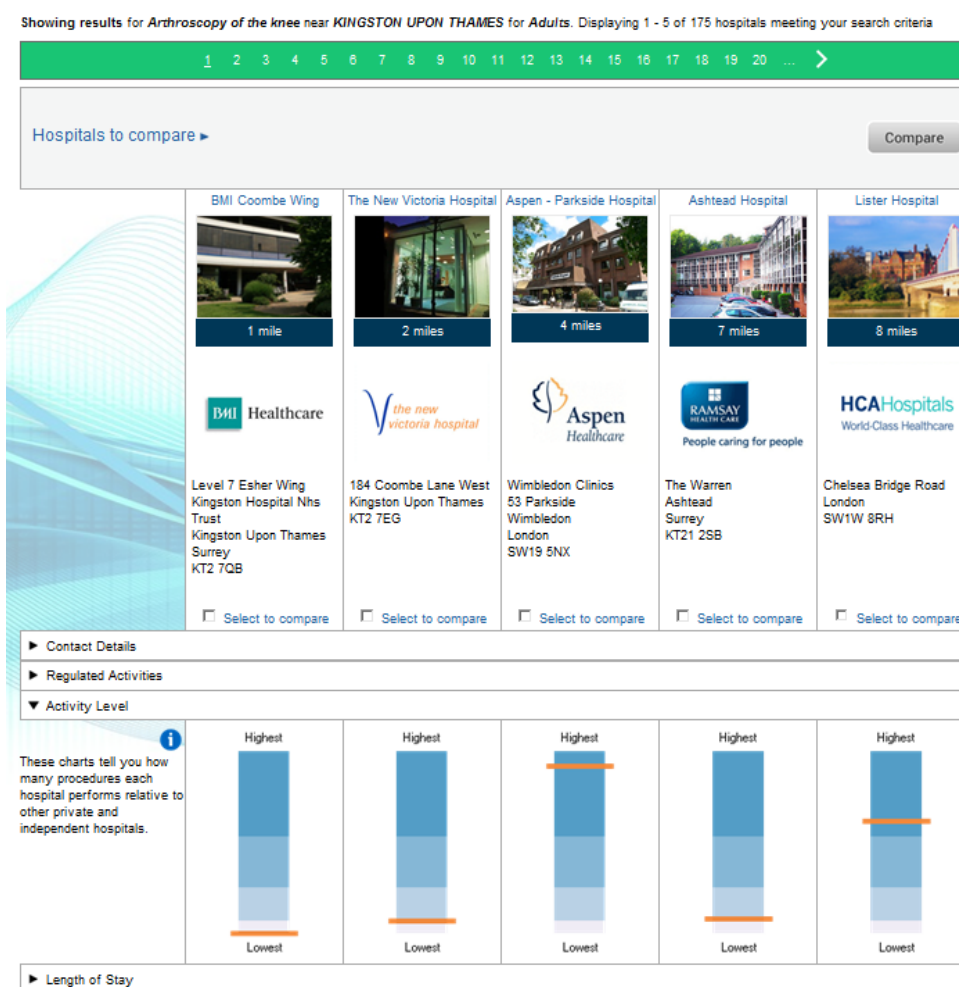 Showing results for Arthroscopy of the knee near KINGSTON UPON THAMES for Adults. Displaying 1 - 5 of 175 hospitals meeting your search criteria
1 2 3 4 5 6 7 8 9 10 11 12 13 14 15 16 17 18 19 20 ...
Hospitals to compare
Compare
BMI Coombe Wing
The New Victoria Hospital
Aspen - Parkside Hospital
Ashtead Hospital
Lister Hospital
1 mile
2 miles
4 miles
7 miles
8 miles
BMI Healthcare
the new
victoria hospital
Aspen
Healthcare
RAMSAY
HEALTH CARE
People caring for people
HCAHospitals
World-Class Healthcare
Level 7 Esher Wing
Kingston Hospital Nhs
Trust
Kingston Upon Thames
Surrey
KT2 7QB
184 Coombe Lane West
Kingston Upon Thames
KT2 7EG
Wimbledon Clinics
53 Parkside
Wimbledon
London
SW19 5NX
The Warren
Ashtead
Surrey
KT21 2SB
Chelsea Bridge Road
London
SW1W 8RH
Select to compare
Select to compare
Select to compare
Select to compare
Select to compare
Contact Details
Regulated Activities
Activity Level
i
These charts tell you how
many procedures each
hospital performs relative to
other private and
independent hospitals.
Highest
Highest
Highest
Highest
Highest
Lowest
Lowest
Lowest
Lowest
Lowest
Length of Stay